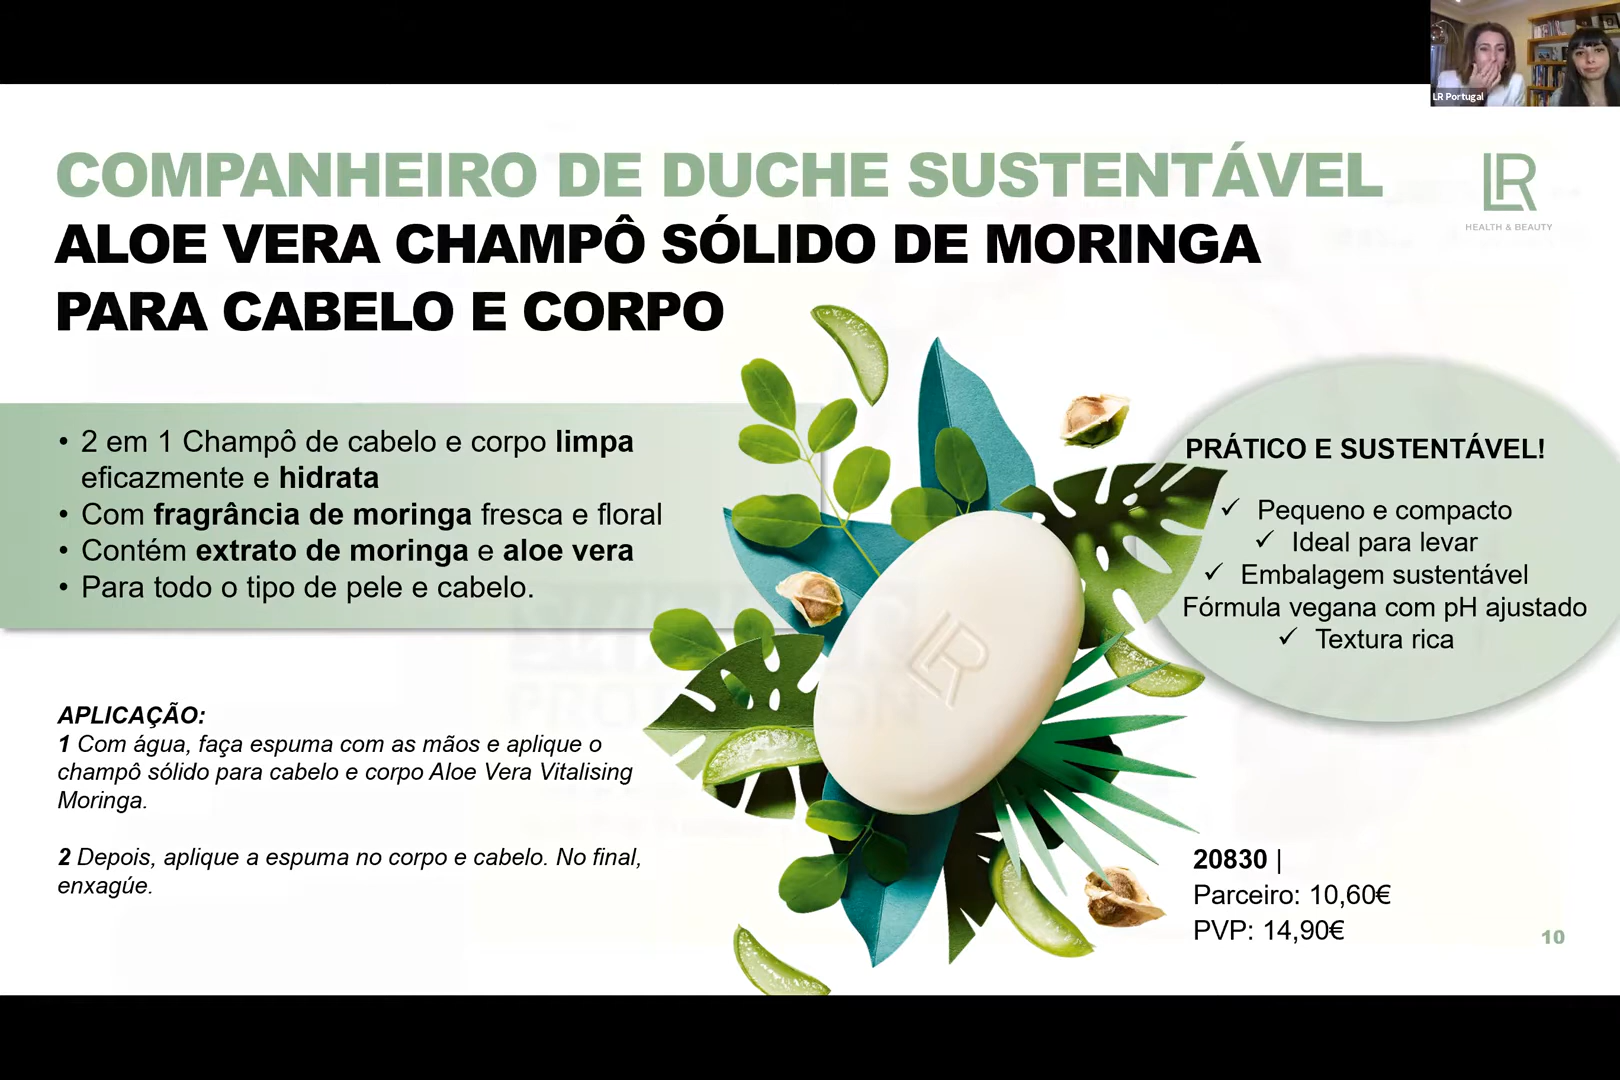 LR Portugal
COMPANHEIRO DE DUCHE SUSTENTÁVEL
ALOE VERA CHAMPÔ SÓLIDO DE MORINGA
PARA CABELO E CORPO
LR
HEALTH & BEAUTY
• 2 em 1 Champô de cabelo e corpo limpa
eficazmente e hidrata
• Com fragrância de moringa fresca e floral
• Contém extrato de moringa e aloe vera
• Para todo o tipo de pele e cabelo.
PRÁTICO E SUSTENTÁVEL!
✓ Pequeno e compacto
✓ Ideal para levar
✓ Embalagem sustentável
Fórmula vegana com pH ajustado
✓ Textura rica
LR
APLICAÇÃO:
1 Com água, faça espuma com as mãos e aplique o
champô sólido para cabelo e corpo Aloe Vera Vitalising
Moringa.
2 Depois, aplique a espuma no corpo e cabelo. No final,
enxagúe.
20830 |
Parceiro: 10,60€
PVP: 14,90€
10